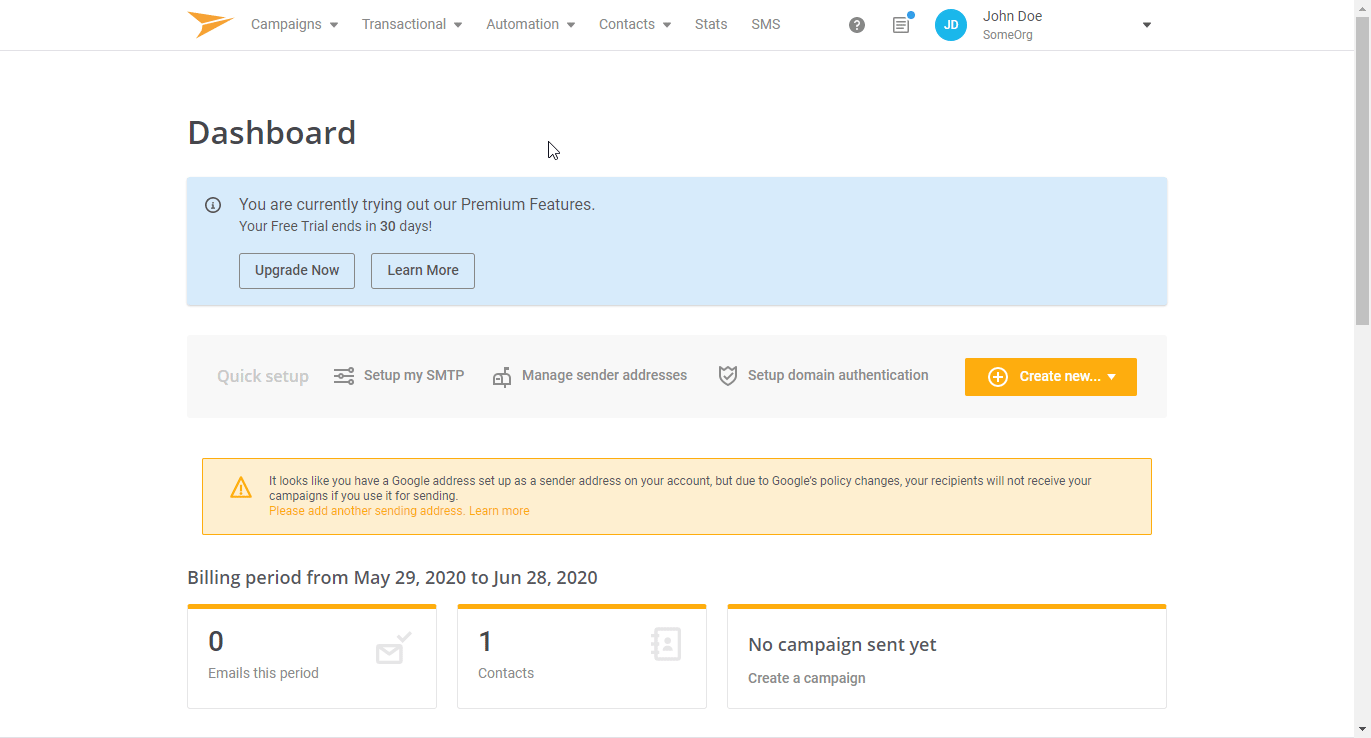 Campaigns Transactional Automation Contacts Stats SMS ? JD John Doe
SomeOrg
Dashboard
You are currently trying out our Premium Features.
Your Free Trial ends in 30 days!
Upgrade Now Learn More
Quick setup Setup my SMTP Manage sender addresses Setup domain authentication Create new...
It looks like you have a Google address set up as a sender address on your account, but due to Google's policy changes, your recipients will not receive your
campaigns if you use it for sending.
Please add another sending address. Learn more
Billing period from May 29, 2020 to Jun 28, 2020
0
Emails this period
1
Contacts
No campaign sent yet
Create a campaign